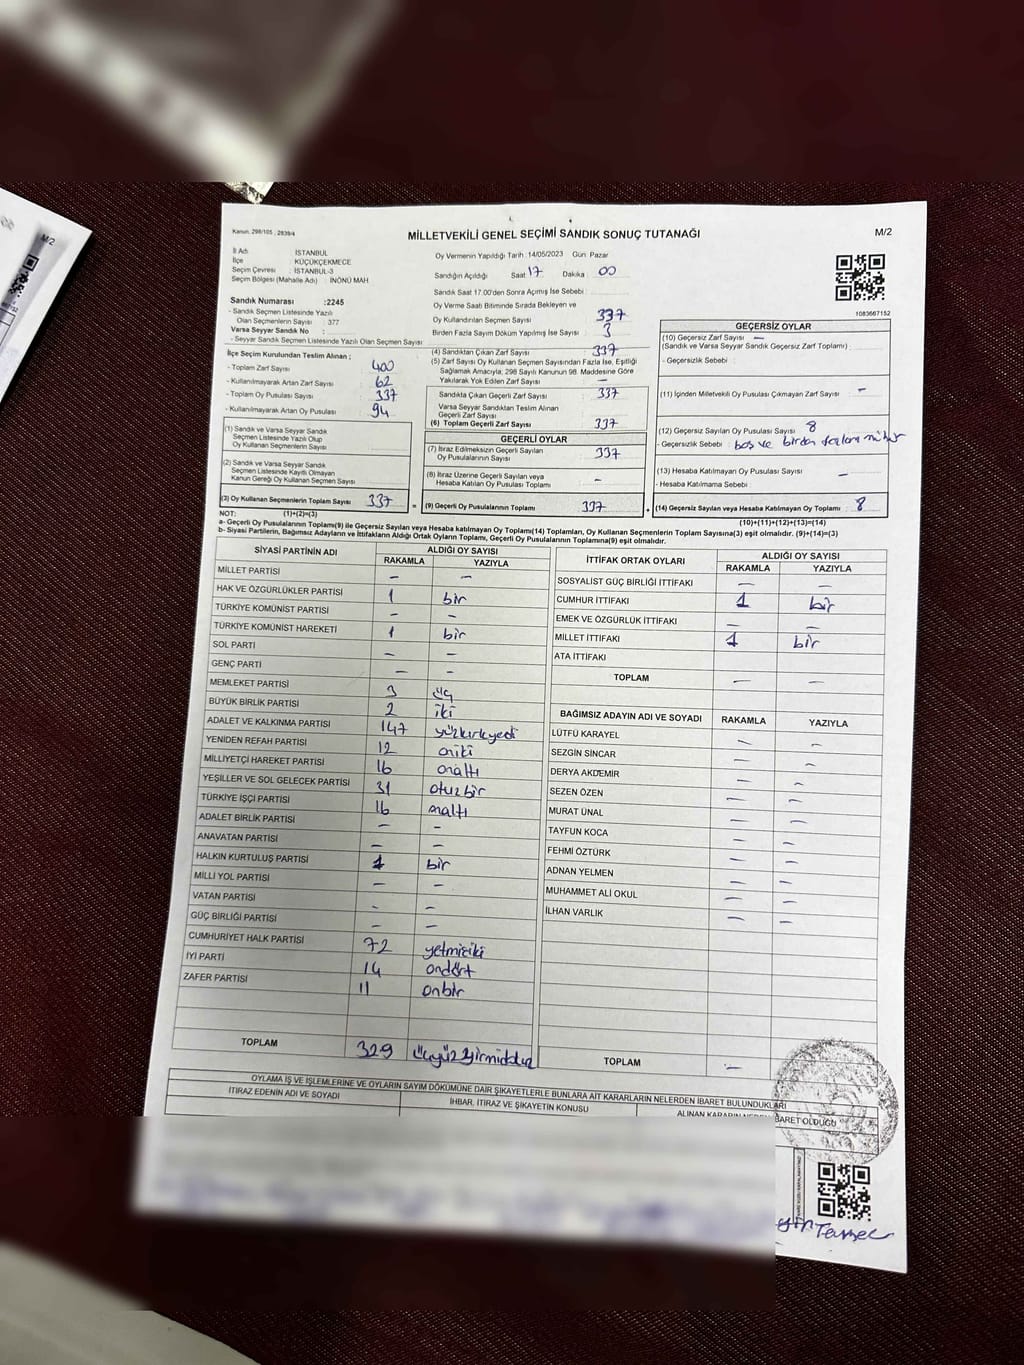 Kanun. 298/105 , 2839/4
MİLLETVEKİLİ GENEL SEÇİMİ SANDIK SONUÇ TUTANAĞI
M/2
M/2
İl Adı : İSTANBUL
İlçe : KÜÇÜKÇEKMECE
Seçim Çevresi : İSTANBUL-3
Seçim Bölgesi (Mahalle Adı) : İNÖNÜ MAH
Oy Vermenin Yapıldığı Tarih :14/05/2023 Gün Pazar
Sandığın Açıldığı Saat 17 Dakika 00
Sandık Saat 17.00'den Sonra Açılmış İse Sebebi :
Oy Verme Saati Bitiminde Sırada Bekleyen ve
Oy Kullandırılan Seçmen Sayısı 337
Birden Fazla Sayım Döküm Yapılmış İse Sayısı 3
1083667152
Sandık Numarası :2245
- Sandık Seçmen Listesinde Yazılı
Olan Seçmenlerin Sayısı : 377
Varsa Seyyar Sandık No :
- Seyyar Sandık Seçmen Listesinde Yazılı Olan Seçmen Sayısı
İlçe Seçim Kurulundan Teslim Alınan ;
- Toplam Zarf Sayısı 400
- Kullanılmayarak Artan Zarf Sayısı 62
- Toplam Oy Pusulası Sayısı 337
- Kullanılmayarak Artan Oy Pusulası 94
(1) Sandık ve Varsa Seyyar Sandık
Seçmen Listesinde Yazılı Olup
Oy Kullanan Seçmenlerin Sayısı
(2) Sandık ve Varsa Seyyar Sandık
Seçmen Listesinde Kayıtlı Olmayan
Kanun Gereği Oy Kullanan Seçmen Sayısı
(3) Oy Kullanan Seçmenlerin Toplam Sayısı 337 =
(4) Sandıktan Çıkan Zarf Sayısı 337
(5) Zarf Sayısı Oy Kullanan Seçmen Sayısından Fazla İse, Eşitliği
Sağlamak Amacıyla, 298 Sayılı Kanunun 98. Maddesine Göre
Yakılarak Yok Edilen Zarf Sayısı –
Sandıkta Çıkan Geçerli Zarf Sayısı 337
Varsa Seyyar Sandıktan Teslim Alınan
Geçerli Zarf Sayısı
(6) Toplam Geçerli Zarf Sayısı 337
GEÇERLİ OYLAR
(7) İtiraz Edilmeksizin Geçerli Sayılan
Oy Pusulalarının Sayısı 337
(8) İtiraz Üzerine Geçerli Sayılan veya
Hesaba Katılan Oy Pusulası Toplamı –
(9) Geçerli Oy Pusulalarının Toplamı 337 +
GEÇERSİZ OYLAR
(10) Geçersiz Zarf Sayısı –
(Sandık ve Varsa Seyyar Sandık Geçersiz Zarf Toplamı) :
- Geçersizlik Sebebi :
(11) İçinden Milletvekili Oy Pusulası Çıkmayan Zarf Sayısı –
(12) Geçersiz Sayılan Oy Pusulası Sayısı 8
- Geçersizlik Sebebi : boş ve birden fazlara mühür
(13) Hesaba Katılmayan Oy Pusulası Sayısı –
- Hesaba Katılmama Sebebi :
(14) Geçersiz Sayılan veya Hesaba Katılmayan Oy Toplamı : 8
(10)+(11)+(12)+(13)=(14)
NOT: (1)+(2)=(3)
a- Geçerli Oy Pusulalarının Toplamı(9) ile Geçersiz Sayılan veya Hesaba katılmayan Oy Toplamı(14) Toplamları, Oy Kullanan Seçmenlerin Toplam Sayısına(3) eşit olmalıdır. (9)+(14)=(3)
b- Siyasi Partilerin, Bağımsız Adayların ve İttifakların Aldığı Ortak Oyların Toplamı, Geçerli Oy Pusulalarının Toplamına(9) eşit olmalıdır.
SİYASİ PARTİNİN ADI ALDIĞI OY SAYISI
RAKAMLA YAZIYLA
MİLLET PARTİSİ – –
HAK VE ÖZGÜRLÜKLER PARTİSİ 1 bir
TÜRKİYE KOMÜNİST PARTİSİ – –
TÜRKİYE KOMÜNİST HAREKETİ 1 bir
SOL PARTİ – –
GENÇ PARTİ – –
MEMLEKET PARTİSİ 3 üç
BÜYÜK BİRLİK PARTİSİ 2 iki
ADALET VE KALKINMA PARTİSİ 147 yüzkırkyedi
YENİDEN REFAH PARTİSİ 12 oniki
MİLLİYETÇİ HAREKET PARTİSİ 16 onaltı
YEŞİLLER VE SOL GELECEK PARTİSİ 31 otuzbir
TÜRKİYE İŞÇİ PARTİSİ 16 onaltı
ADALET BİRLİK PARTİSİ – –
ANAVATAN PARTİSİ – –
HALKIN KURTULUŞ PARTİSİ 1 bir
MİLLİ YOL PARTİSİ – –
VATAN PARTİSİ – –
GÜÇ BİRLİĞİ PARTİSİ – –
CUMHURİYET HALK PARTİSİ 72 yetmişiki
İYİ PARTİ 14 ondört
ZAFER PARTİSİ 11 onbir
TOPLAM 329 üçyüzyirmidokuz
İTTİFAK ORTAK OYLARI ALDIĞI OY SAYISI
RAKAMLA YAZIYLA
SOSYALİST GÜÇ BİRLİĞİ İTTİFAKI – –
CUMHUR İTTİFAKI 1 bir
EMEK VE ÖZGÜRLÜK İTTİFAKI – –
MİLLET İTTİFAKI 1 bir
ATA İTTİFAKI
TOPLAM – –
BAĞIMSIZ ADAYIN ADI VE SOYADI RAKAMLA YAZIYLA
LÜTFÜ KARAYEL – –
SEZGİN SİNCAR – –
DERYA AKDEMİR – –
SEZEN ÖZEN – –
MURAT ÜNAL – –
TAYFUN KOCA – –
FEHMİ ÖZTÜRK – –
ADNAN YELMEN – –
MUHAMMET ALİ OKUL – –
İLHAN VARLIK – –
TOPLAM –
OYLAMA İŞ VE İŞLEMLERİNE VE OYLARIN SAYIM DÖKÜMÜNE DAİR ŞİKAYETLERLE BUNLARA AİT KARARLARIN NELERDEN İBARET BULUNDUKLARI
İTİRAZ EDENİN ADI VE SOYADI
İHBAR, İTİRAZ VE ŞİKAYETİN KONUSU
ALINAN KARARIN NEDEN İBARET OLDUĞU